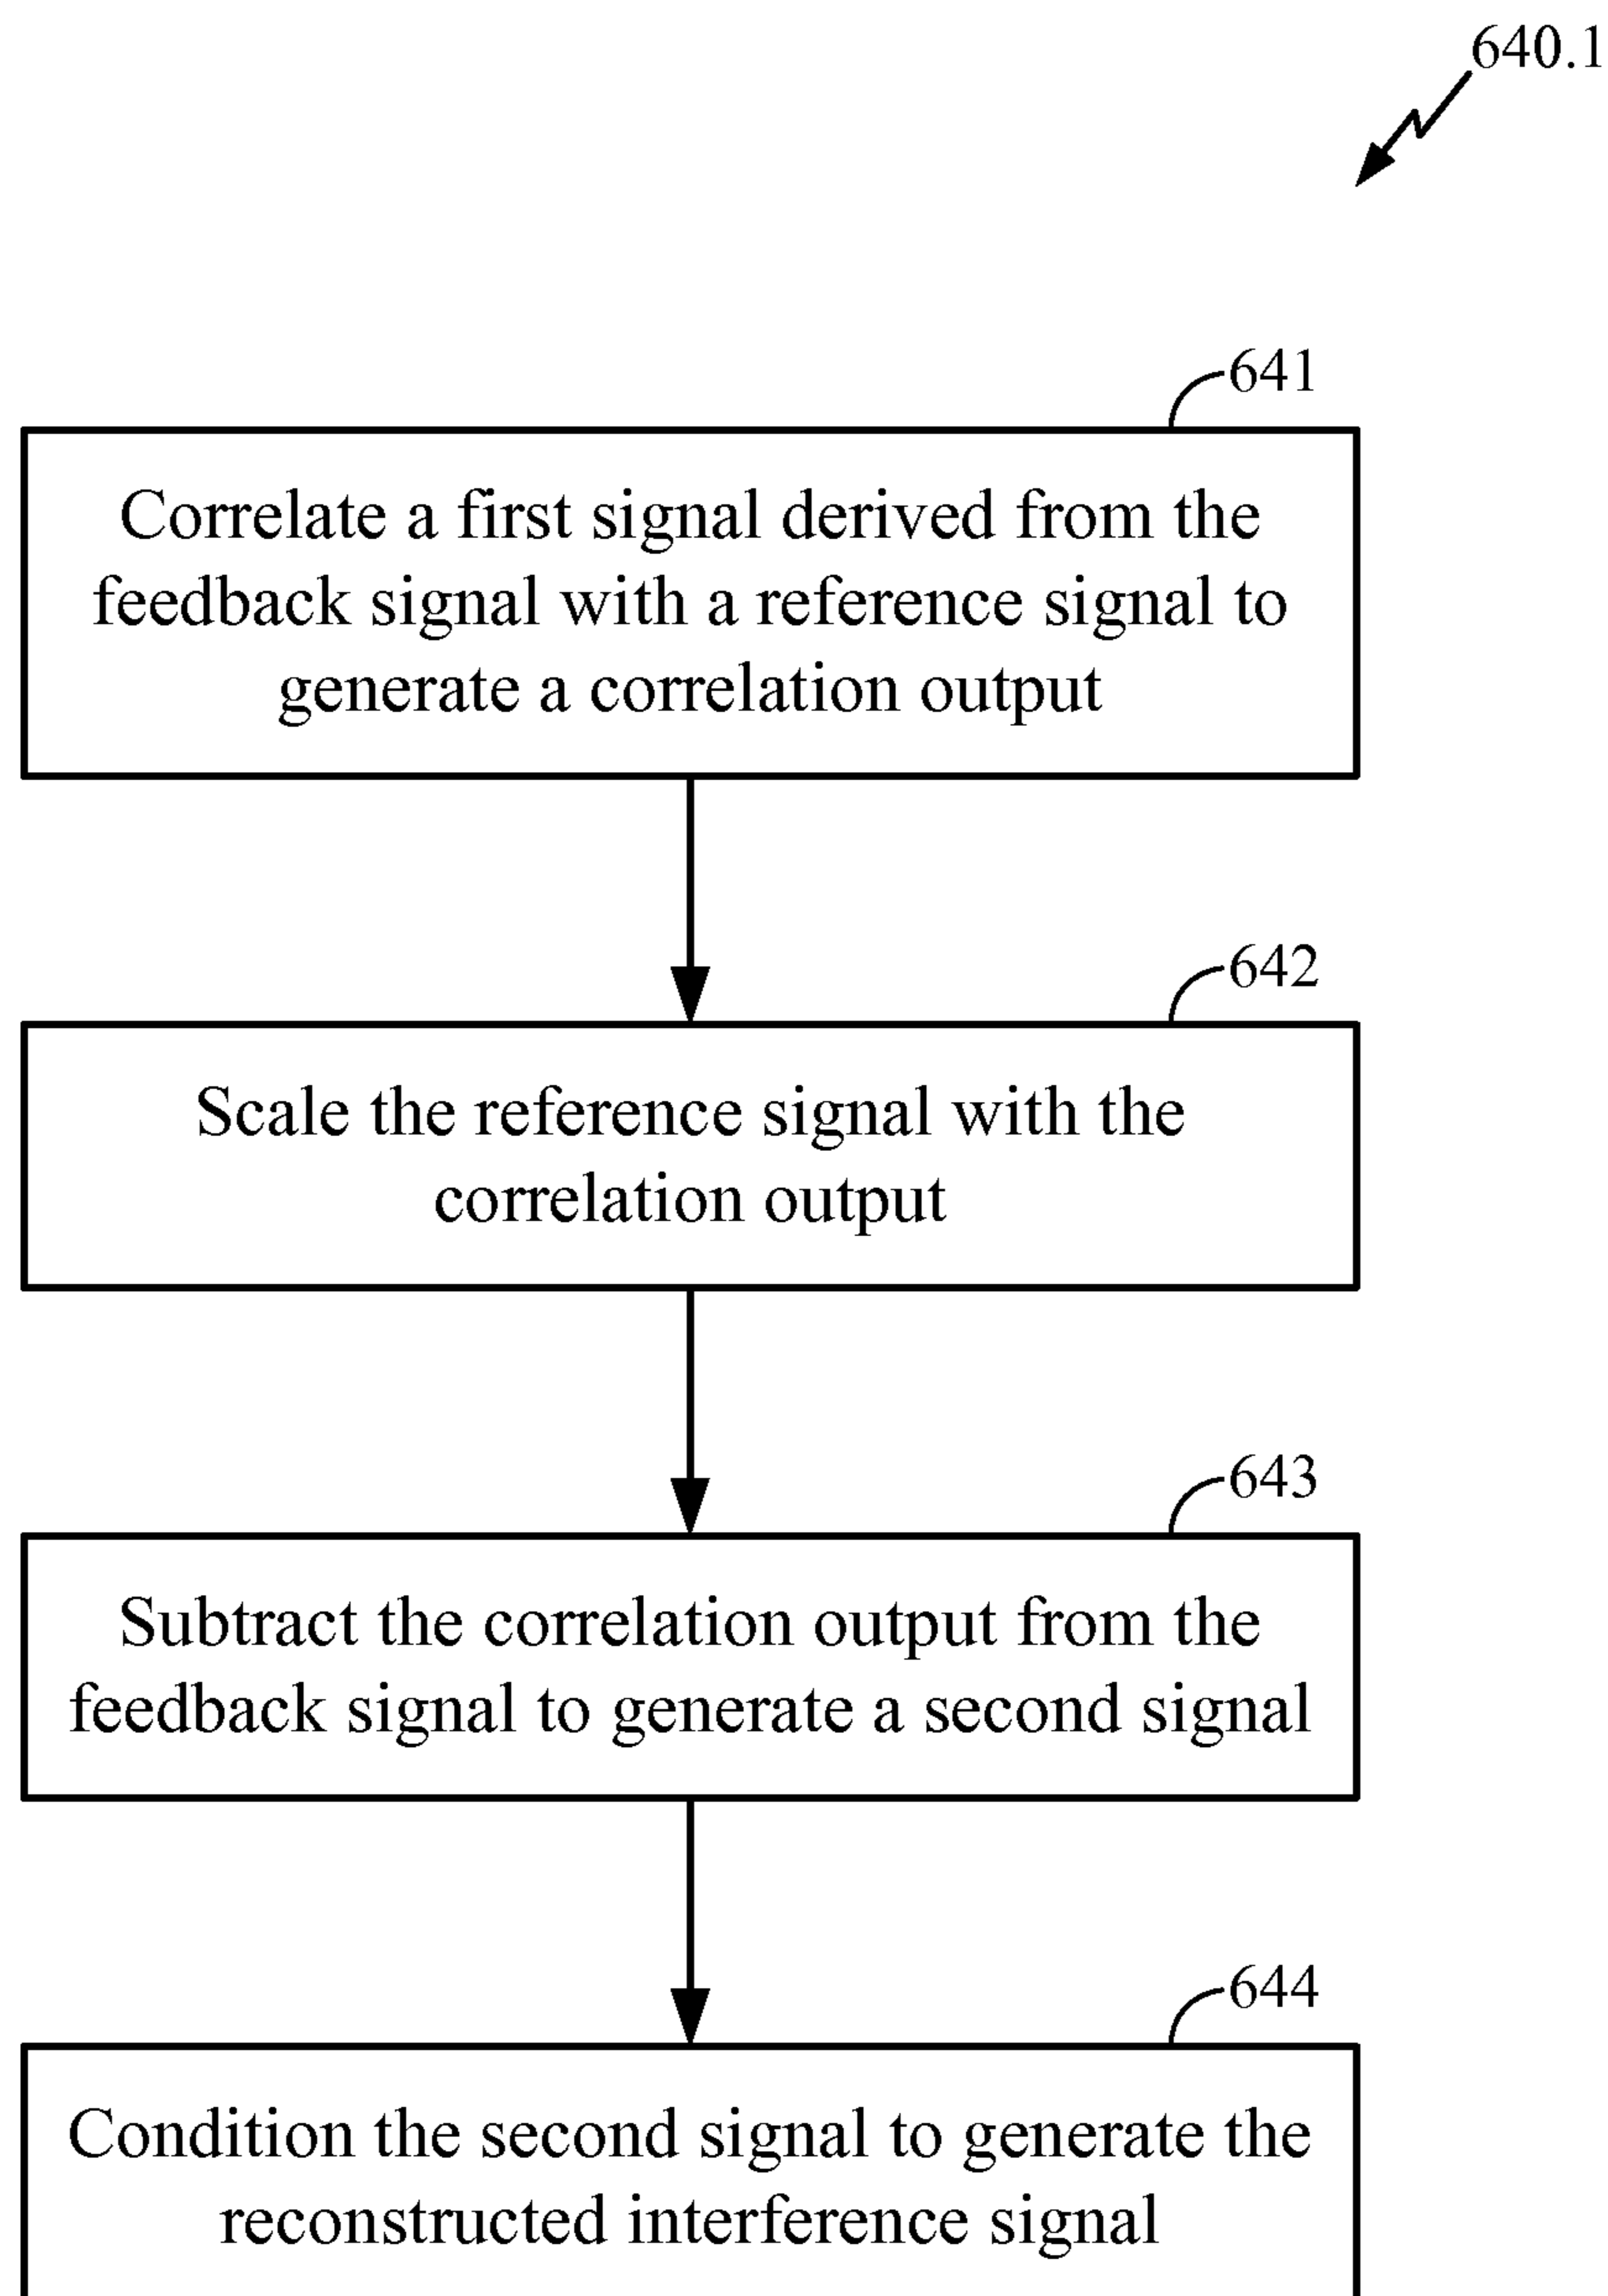 640.1
641
Correlate a first signal derived from the
feedback signal with a reference signal to
generate a correlation output
642
Scale the reference signal with the
correlation output
643
Subtract the correlation output from the
feedback signal to generate a second signal
644
Condition the second signal to generate the
reconstructed interference signal